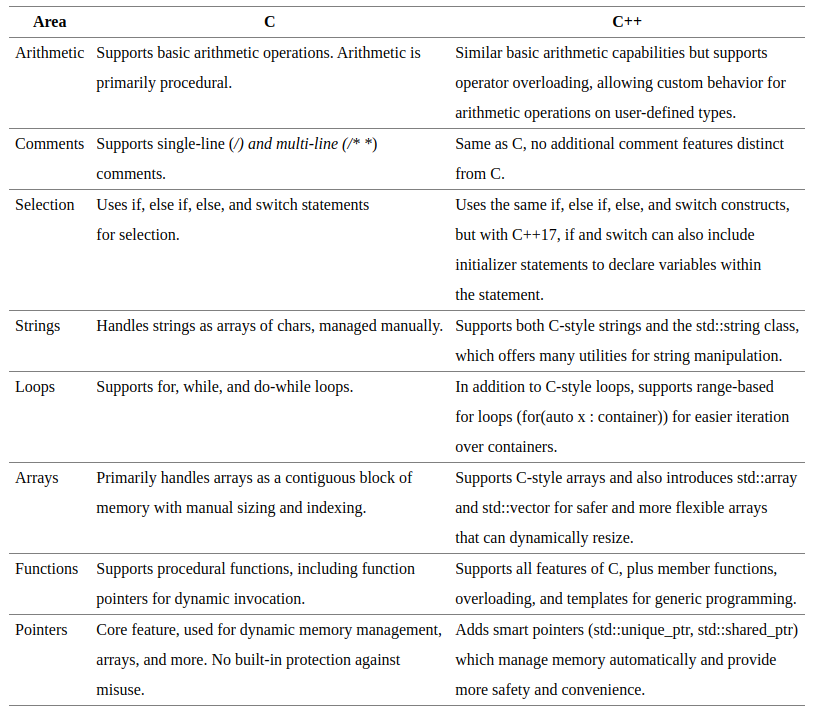 Area C C++
Arithmetic Supports basic arithmetic operations. Arithmetic is Similar basic arithmetic capabilities but supports
primarily procedural. operator overloading, allowing custom behavior for
arithmetic operations on user-defined types.
Comments Supports single-line (/) and multi-line (/* *) Same as C, no additional comment features distinct
comments. from C.
Selection Uses if, else if, else, and switch statements Uses the same if, else if, else, and switch constructs,
for selection. but with C++17, if and switch can also include
initializer statements to declare variables within
the statement.
Strings Handles strings as arrays of chars, managed manually. Supports both C-style strings and the std::string class,
which offers many utilities for string manipulation.
Loops Supports for, while, and do-while loops. In addition to C-style loops, supports range-based
for loops (for(auto x : container)) for easier iteration
over containers.
Arrays Primarily handles arrays as a contiguous block of Supports C-style arrays and also introduces std::array
memory with manual sizing and indexing. and std::vector for safer and more flexible arrays
that can dynamically resize.
Functions Supports procedural functions, including function Supports all features of C, plus member functions,
pointers for dynamic invocation. overloading, and templates for generic programming.
Pointers Core feature, used for dynamic memory management, Adds smart pointers (std::unique_ptr, std::shared_ptr)
arrays, and more. No built-in protection against which manage memory automatically and provide
misuse. more safety and convenience.